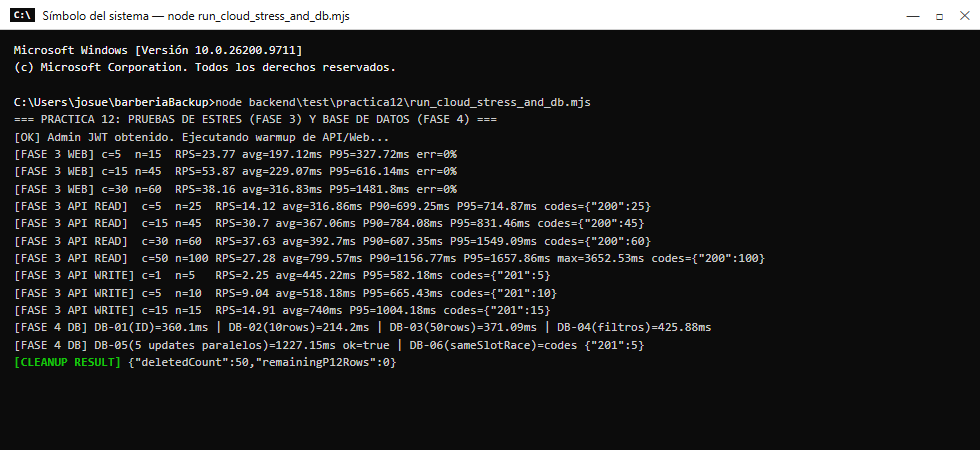 C:\ Símbolo del sistema — node run_cloud_stress_and_db.mjs
Microsoft Windows [Versión 10.0.26200.9711]
(c) Microsoft Corporation. Todos los derechos reservados.
C:\Users\josue\barberiaBackup>node backend\test\practica12\run_cloud_stress_and_db.mjs
=== PRACTICA 12: PRUEBAS DE ESTRES (FASE 3) Y BASE DE DATOS (FASE 4) ===
[OK] Admin JWT obtenido. Ejecutando warmup de API/Web...
[FASE 3 WEB] c=5  n=15  RPS=23.77 avg=197.12ms P95=327.72ms err=0%
[FASE 3 WEB] c=15 n=45  RPS=53.87 avg=229.07ms P95=616.14ms err=0%
[FASE 3 WEB] c=30 n=60  RPS=38.16 avg=316.83ms P95=1481.8ms err=0%
[FASE 3 API READ]  c=5  n=25  RPS=14.12 avg=316.86ms P90=699.25ms P95=714.87ms codes={"200":25}
[FASE 3 API READ]  c=15 n=45  RPS=30.7 avg=367.06ms P90=784.08ms P95=831.46ms codes={"200":45}
[FASE 3 API READ]  c=30 n=60  RPS=37.63 avg=392.7ms P90=607.35ms P95=1549.09ms codes={"200":60}
[FASE 3 API READ]  c=50 n=100 RPS=27.28 avg=799.57ms P90=1156.77ms P95=1657.86ms max=3652.53ms codes={"200":100}
[FASE 3 API WRITE] c=1  n=5   RPS=2.25 avg=445.22ms P95=582.18ms codes={"201":5}
[FASE 3 API WRITE] c=5  n=10  RPS=9.04 avg=518.18ms P95=665.43ms codes={"201":10}
[FASE 3 API WRITE] c=15 n=15  RPS=14.91 avg=740ms P95=1004.18ms codes={"201":15}
[FASE 4 DB] DB-01(ID)=360.1ms | DB-02(10rows)=214.2ms | DB-03(50rows)=371.09ms | DB-04(filtros)=425.88ms
[FASE 4 DB] DB-05(5 updates paralelos)=1227.15ms ok=true | DB-06(sameSlotRace)=codes {"201":5}
[CLEANUP RESULT] {"deletedCount":50,"remainingP12Rows":0}